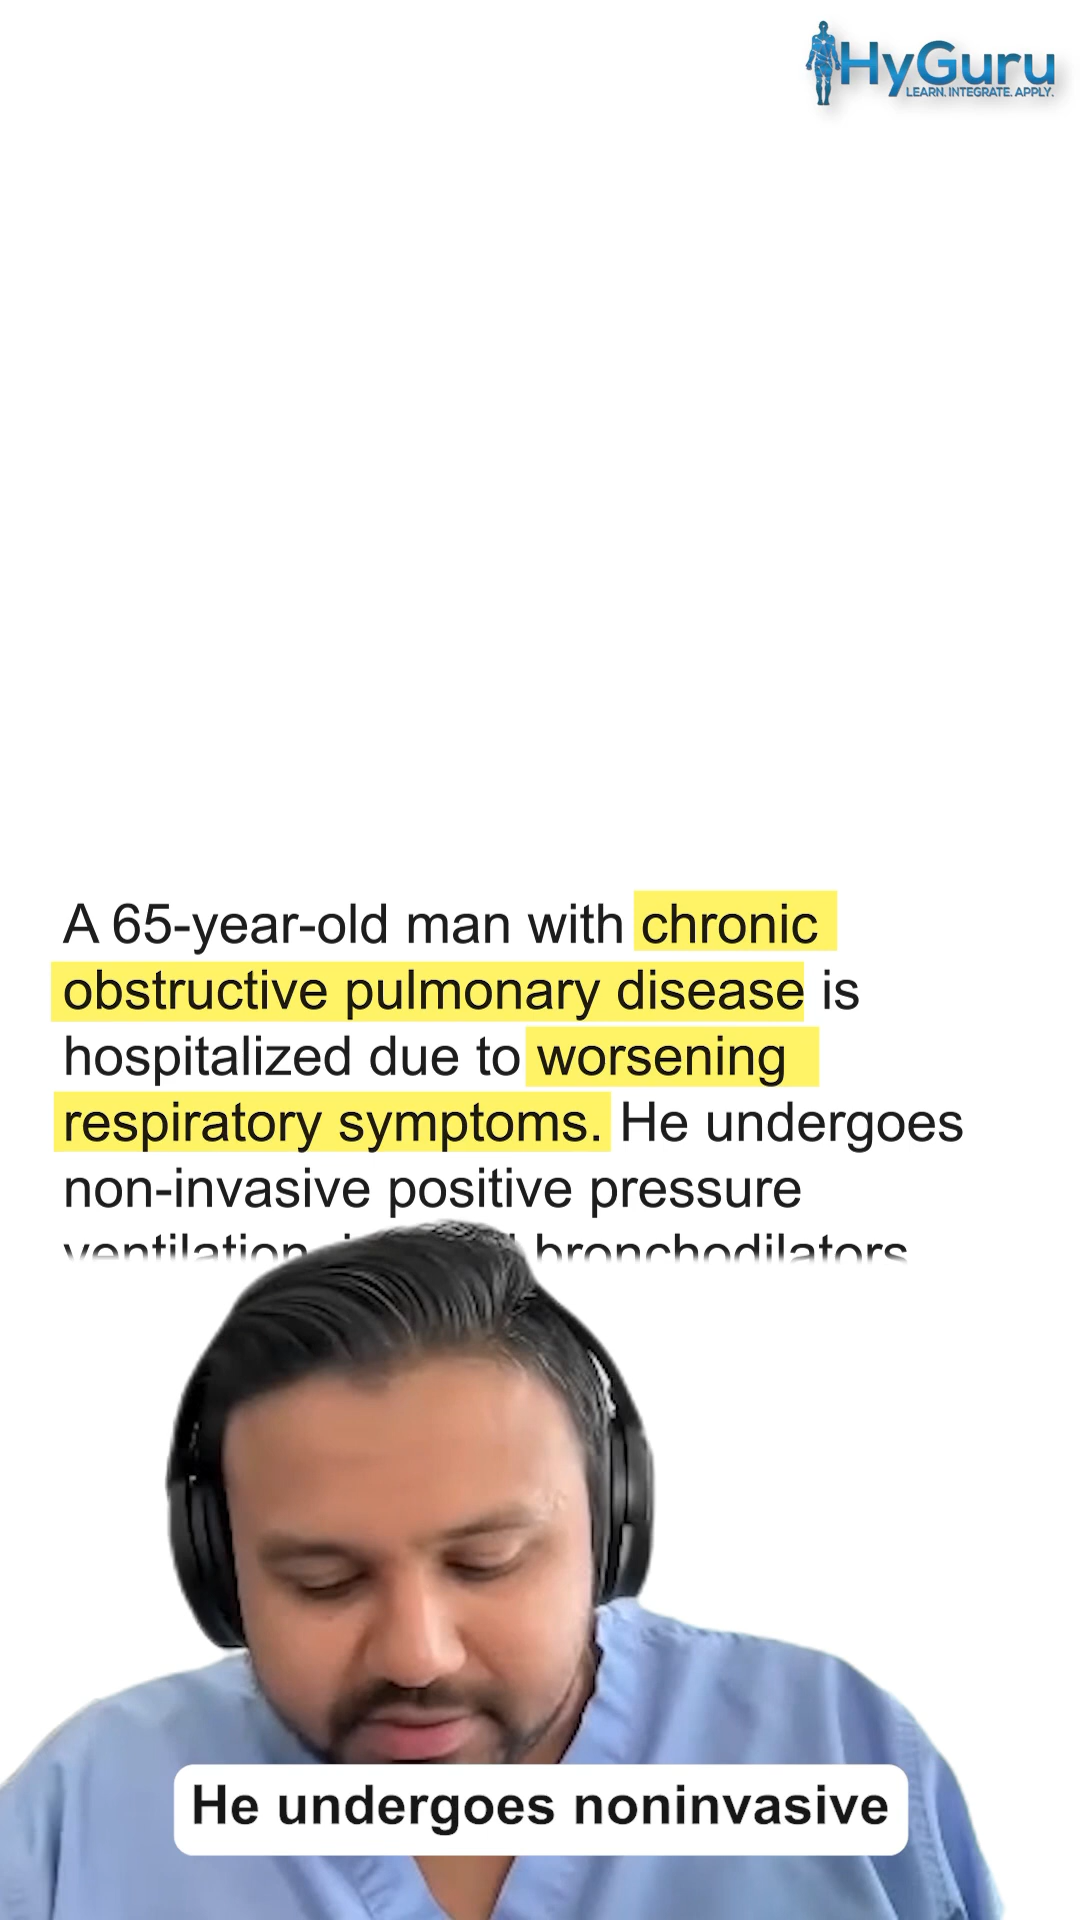 HyGuru
LEARN. INTEGRATE. APPLY.
A 65-year-old man with chronic
obstructive pulmonary disease is
hospitalized due to worsening
respiratory symptoms. He undergoes
non-invasive positive pressure
ventilation bronchodilators
He undergoes noninvasive